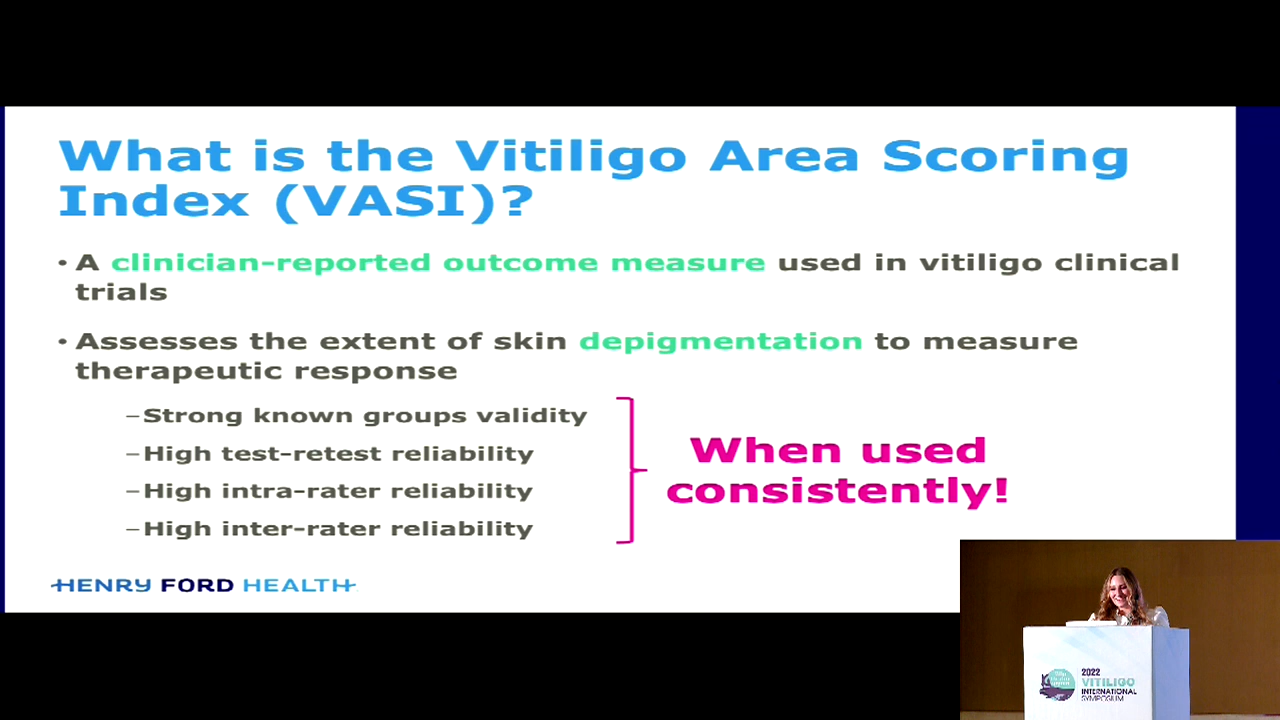 What is the Vitiligo Area Scoring
Index (VASI)?
• A clinician-reported outcome measure used in vitiligo clinical
trials
• Assesses the extent of skin depigmentation to measure
therapeutic response
–Strong known groups validity
–High test-retest reliability
–High intra-rater reliability
–High inter-rater reliability
When used
consistently!
HENRY FORD HEALTH
2022
VITILIGO
INTERNATIONAL
SYMPOSIUM